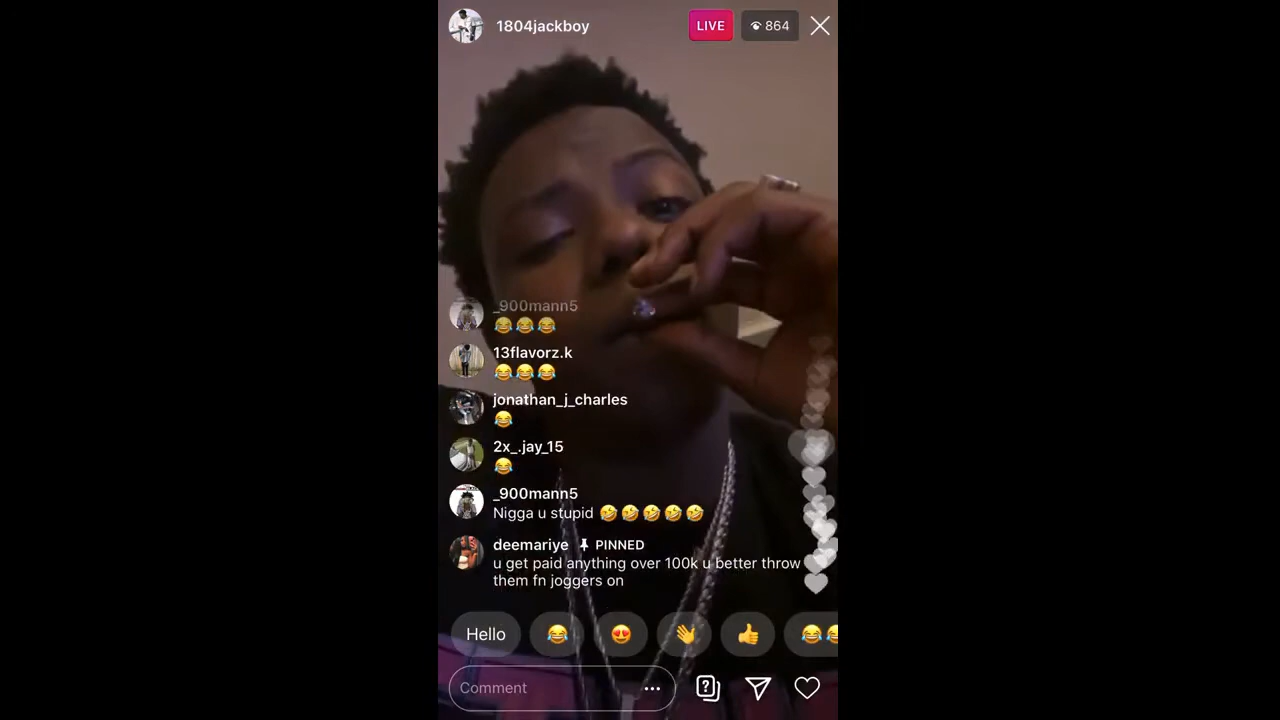 1804jackboy
LIVE
864
_900mann5
😂😂😂
13flavorz.k
😂😂😂
jonathan_j_charles
😂
2x_.jay_15
😂
_900mann5
Nigga u stupid 🤣🤣🤣🤣🤣
deemariye PINNED
u get paid anything over 100k u better throw
them fn joggers on
Hello 😂 😍 👋 👍 😂😂
Comment